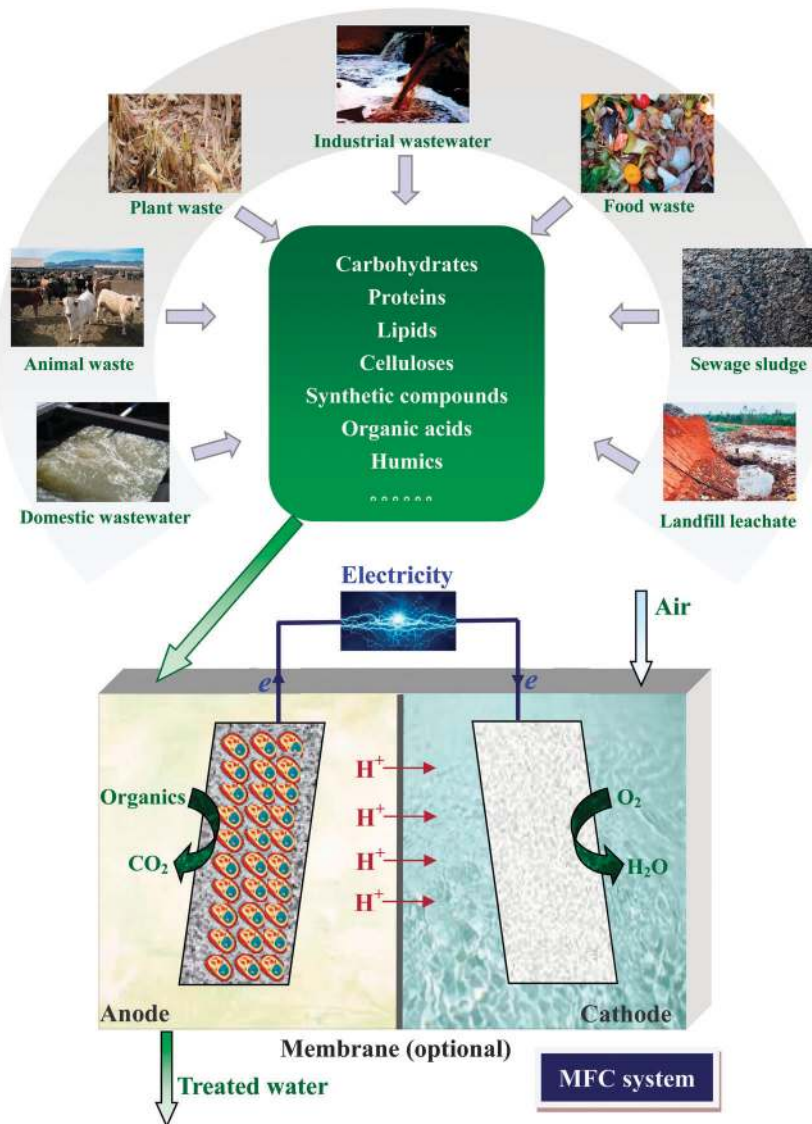 Industrial wastewater
Plant waste
Food waste
Animal waste
Sewage sludge
Domestic wastewater
Landfill leachate
Carbohydrates
Proteins
Lipids
Celluloses
Synthetic compounds
Organic acids
Humics
。。。。。。
Electricity
Air
e
e
H⁺
H⁺
H⁺
H⁺
Organics
CO₂
O₂
H₂O
Anode
Cathode
Membrane (optional)
Treated water
MFC system